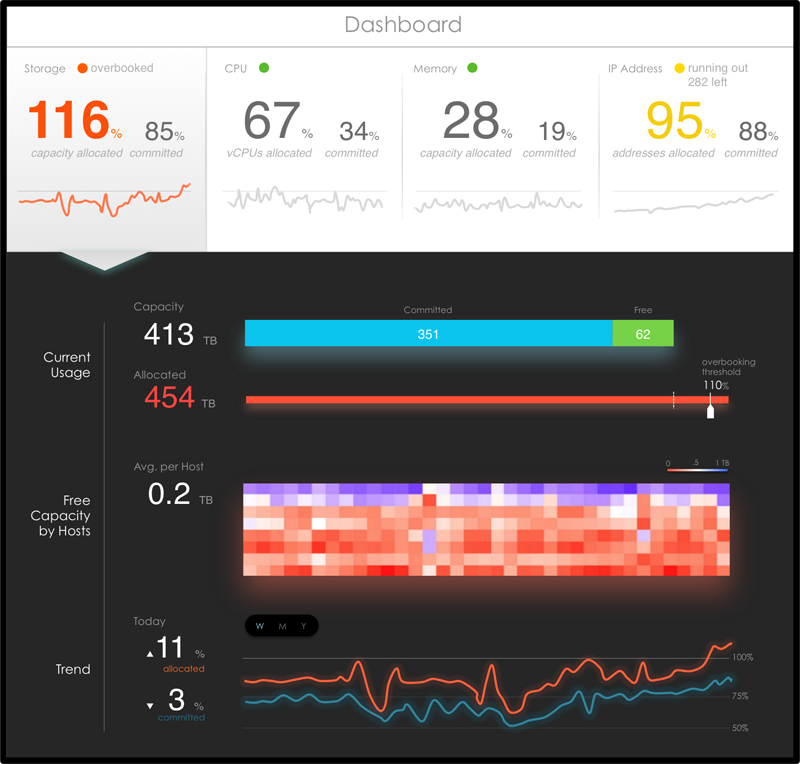 Dashboard
Storage overbooked
116% 85%
capacity allocated committed
CPU
67% 34%
vCPUs allocated committed
Memory
28% 19%
capacity allocated committed
IP Address running out
282 left
95% 88%
addresses allocated committed
Current
Usage
Capacity
413 TB
Committed Free
351 62
Allocated
454 TB
overbooking
threshold
110%
Free
Capacity
by Hosts
Avg. per Host
0.2 TB
0 .5 1 TB
Trend
Today
▲11 %
allocated
▼ 3 %
committed
W M Y
100%
75%
50%